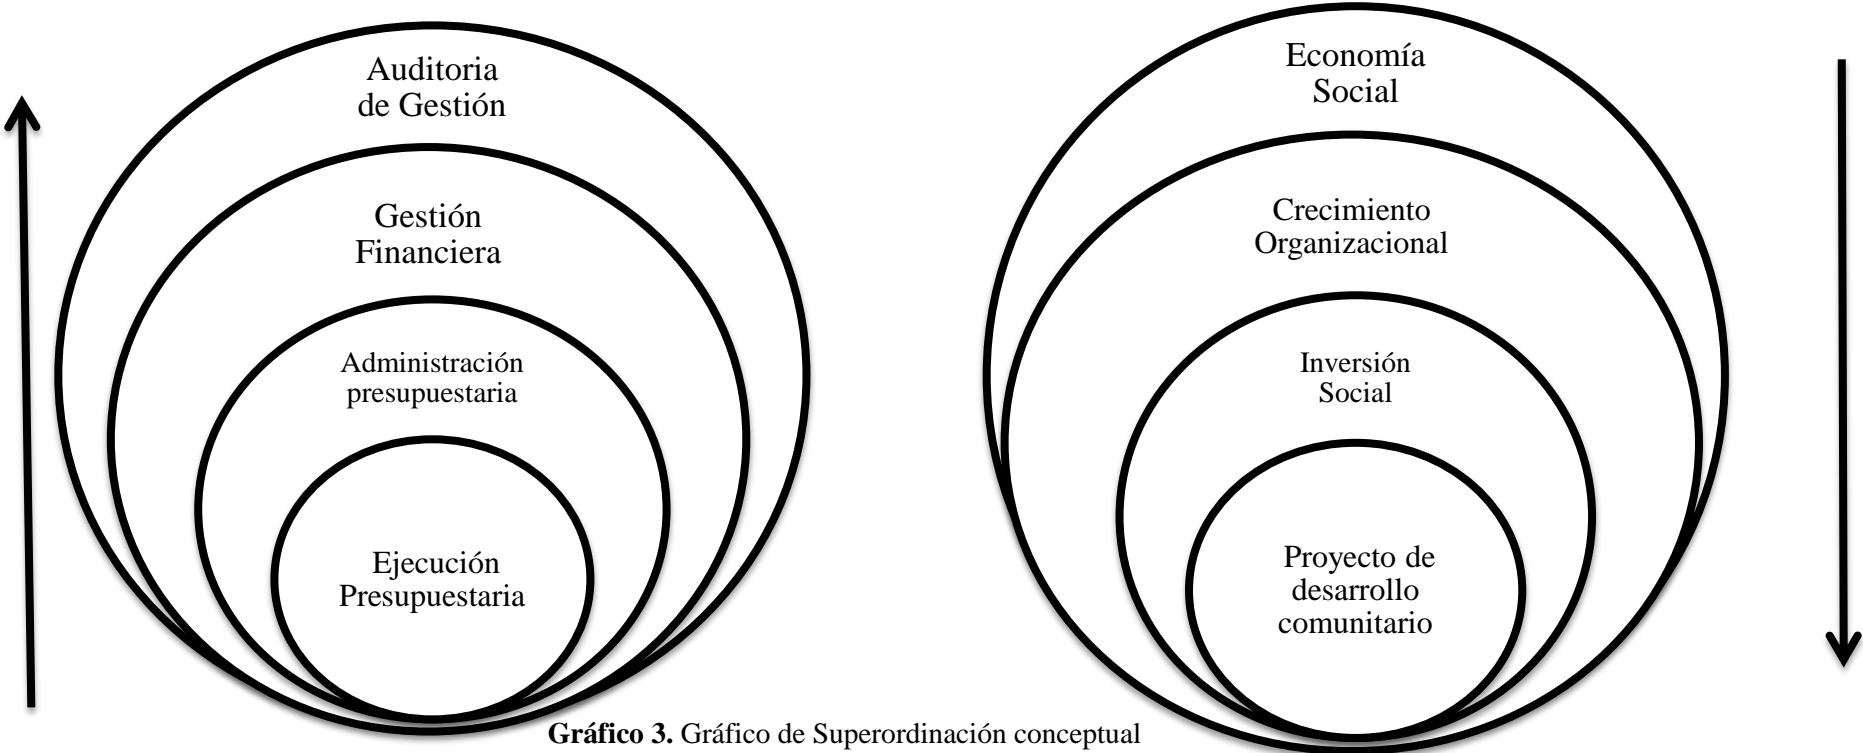 Auditoria
de Gestión
Gestión
Financiera
Administración
presupuestaria
Ejecución
Presupuestaria
Economía
Social
Crecimiento
Organizacional
Inversión
Social
Proyecto de
desarrollo
comunitario
Gráfico 3. Gráfico de Superordinación conceptual